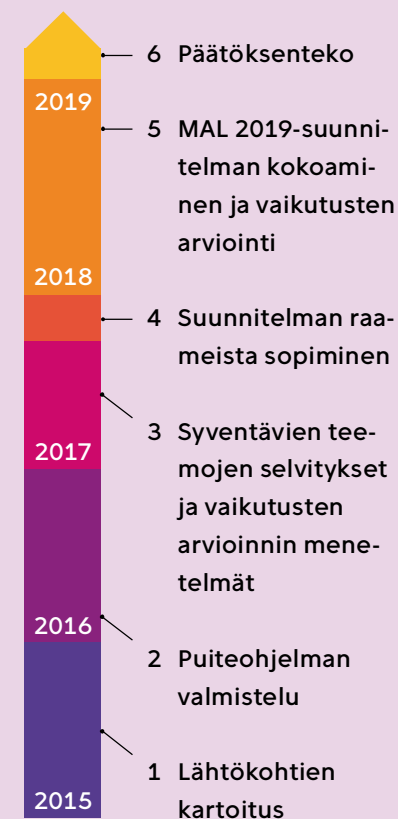 6 Päätöksenteko
2019
5 MAL 2019-suunni-
telman kokoami-
nen ja vaikutusten
arviointi
2018
4 Suunnitelman raa-
meista sopiminen
3 Syventävien tee-
2017
mojen selvitykset
ja vaikutusten
arvioinnin mene-
telmät
2016
2 Puiteohjelman
valmistelu
1 Lähtökohtien
2015
kartoitus